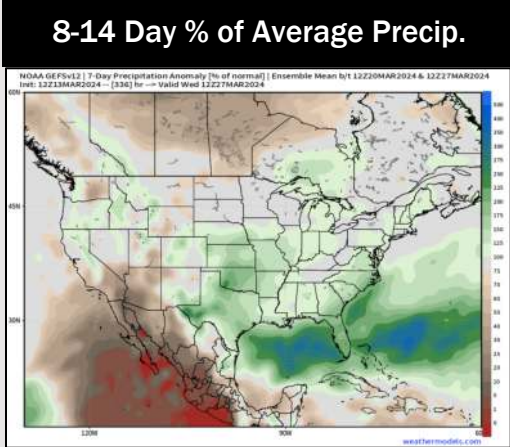 8-14 Day % of Average Precip.
NOAA GEFSv12 | 7-Day Precipitation Anomaly [% of normal] | Ensemble Mean b/t 12Z20MAR2024 & 12Z27MAR2024
Init: 12Z13MAR2024 -- [336] hr --> Valid Wed 12Z27MAR2024
60N
45N
30N
120W
90W
weathermodels.com